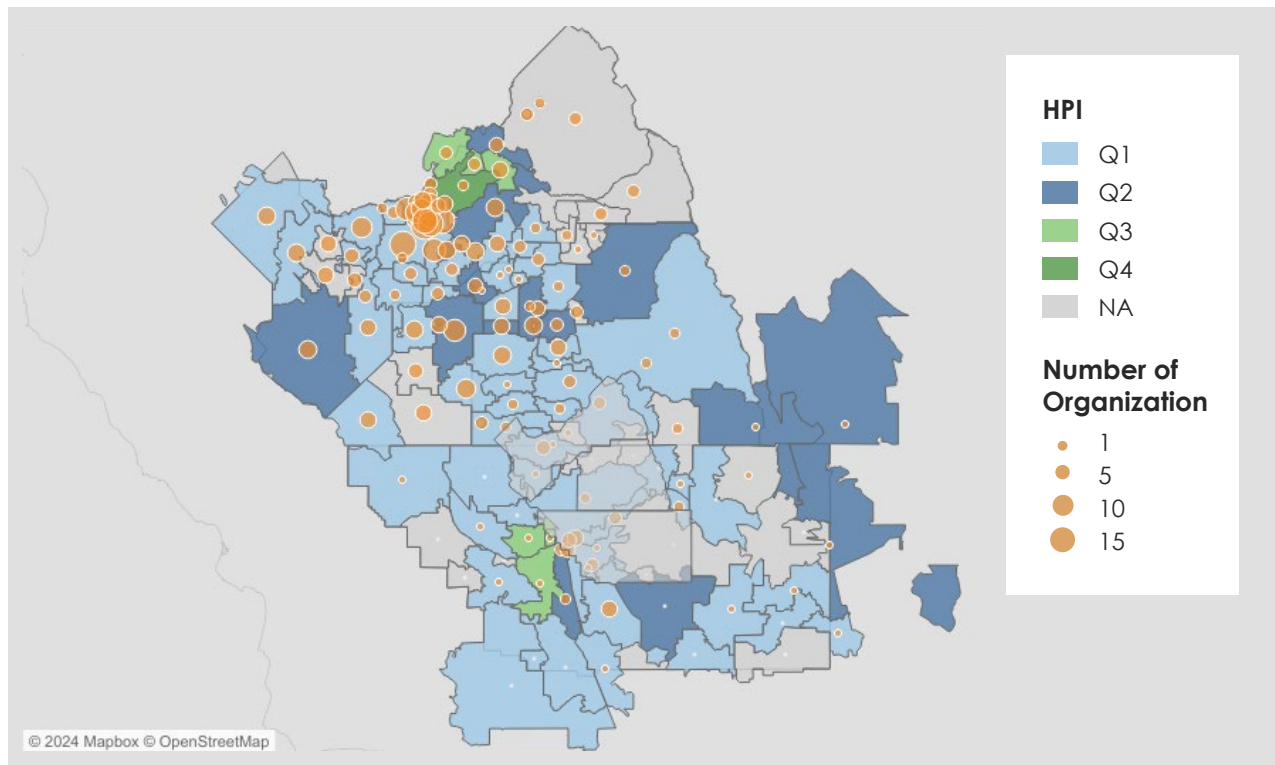 HPI
Q1
Q2
Q3
Q4
NA
Number of
Organization
1
5
10
15
© 2024 Mapbox © OpenStreetMap